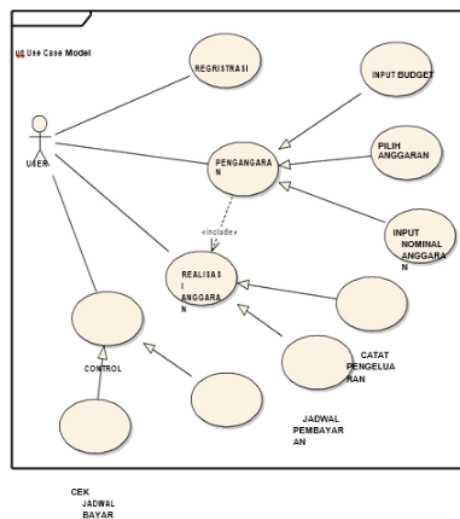 ud Use Case Model
REGRISTRASI
INPUT BUDGET
USER
PENGANGARA
N
PILIH
ANGGARAN
«include»
INPUT
NOMINAL
ANGGARA
N
REALISAS
I
ANGGARA
N
CONTROL
CATAT
PENGELUA
RAN
JADWAL
PEMBAYAR
AN
CEK
JADWAL
BAYAR